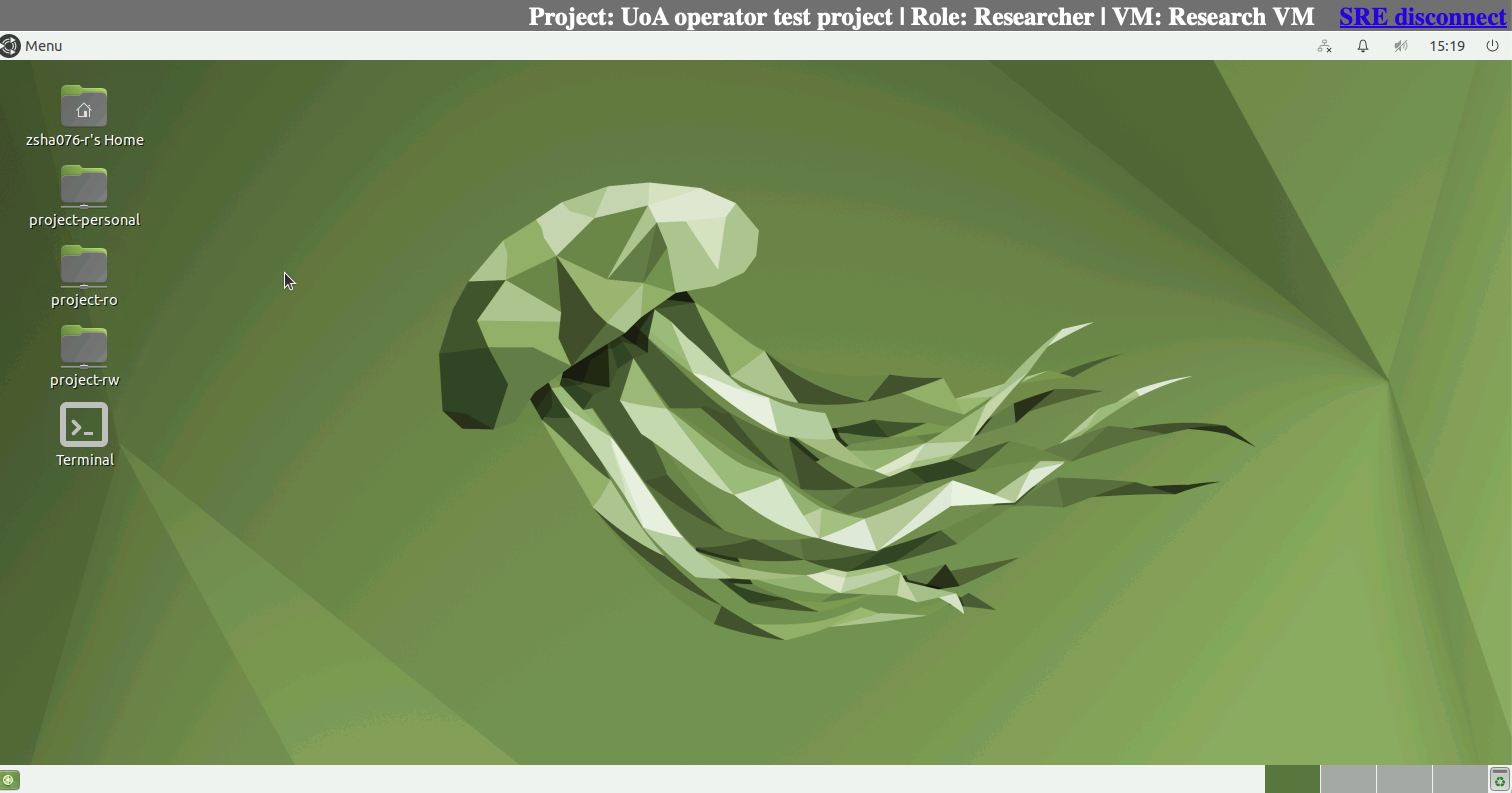 Project: UoA operator test project | Role: Researcher | VM: Research VM SRE disconnect
Menu 15:19
zsha076-r's Home
project-personal
project-ro
project-rw
Terminal